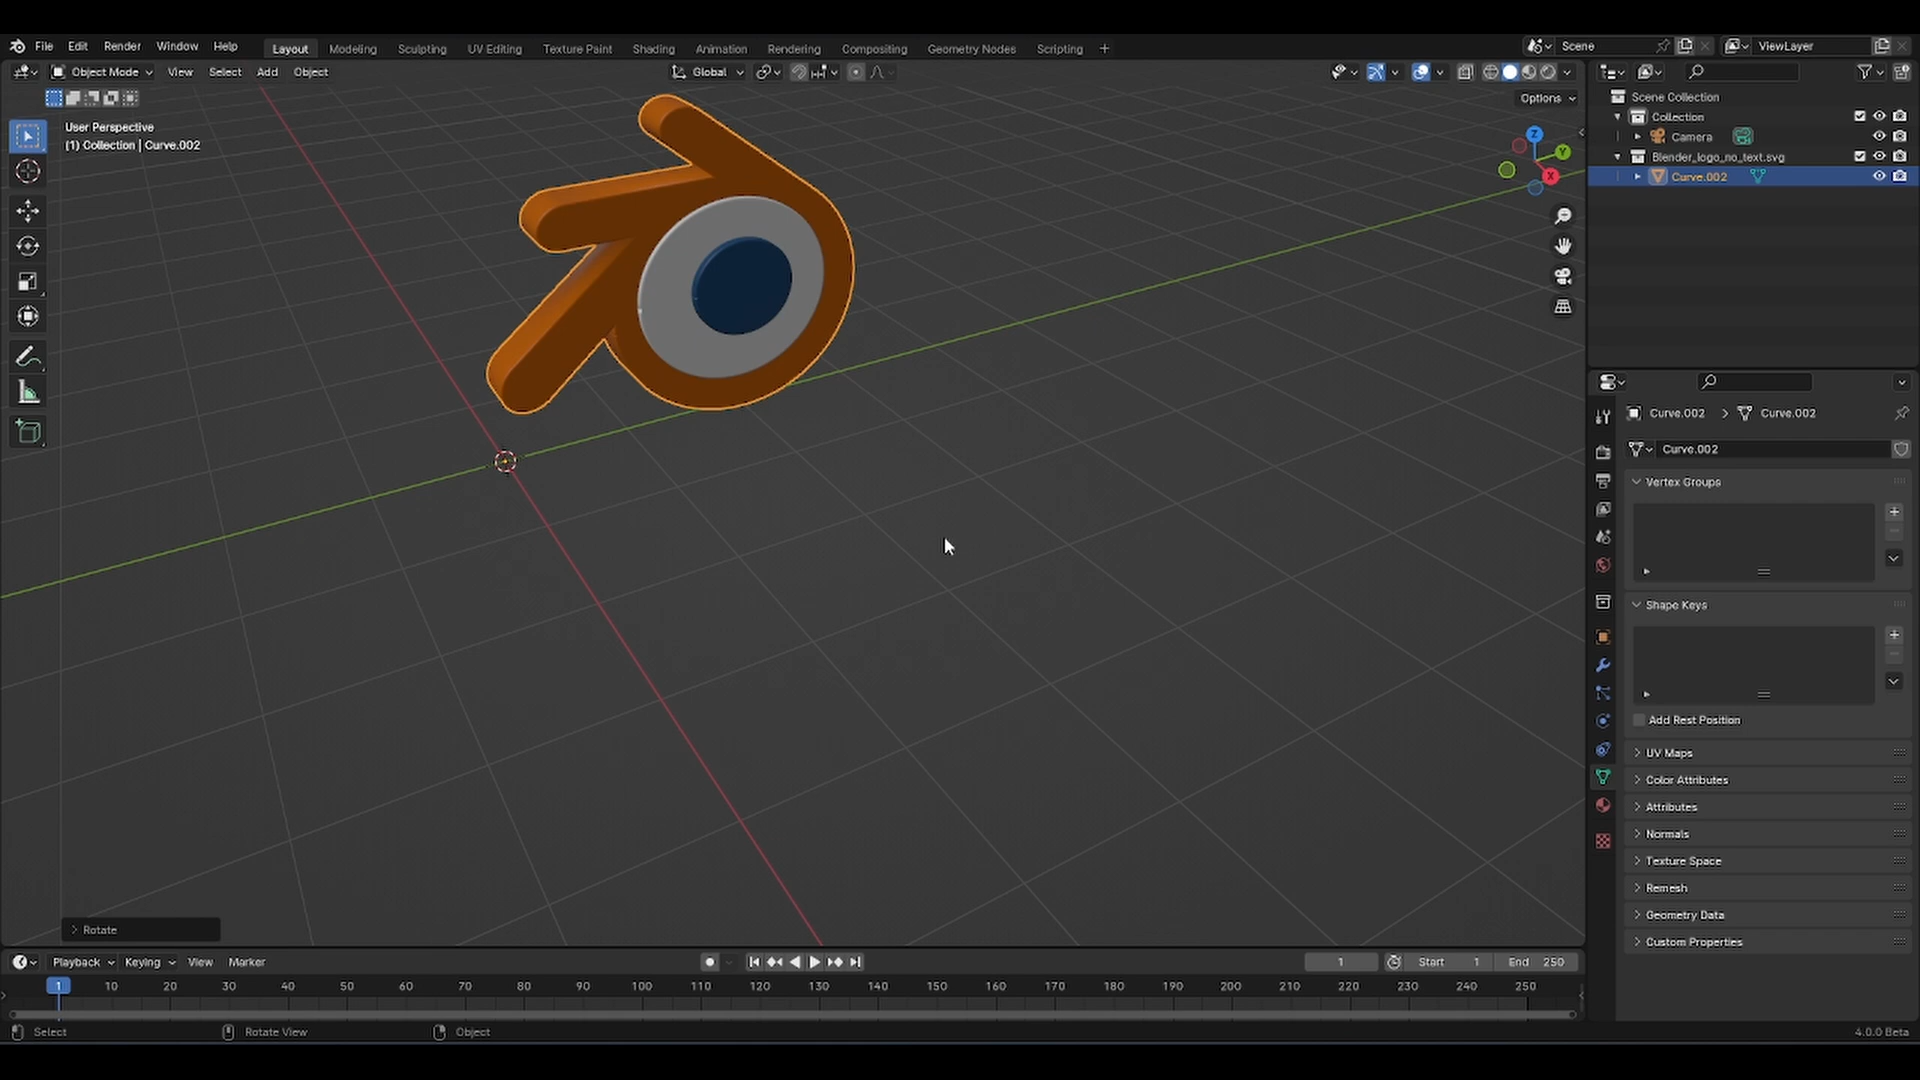 File Edit Render Window Help Layout Modeling Sculpting UV Editing Texture Paint Shading Animation Rendering Compositing Geometry Nodes Scripting + Scene ViewLayer
Object Mode View Select Add Object Global
Options
User Perspective
(1) Collection | Curve.002
Z
Y
X
Scene Collection
Collection
Camera
Blender_logo_no_text.svg
Curve.002
Curve.002 > Curve.002
Curve.002
Vertex Groups
Shape Keys
Add Rest Position
UV Maps
Color Attributes
Attributes
Normals
Texture Space
Remesh
Geometry Data
Custom Properties
> Rotate
Playback Keying View Marker 1 Start 1 End 250
1 10 20 30 40 50 60 70 80 90 100 110 120 130 140 150 160 170 180 190 200 210 220 230 240 250
Select Rotate View Object 4.0.0 Beta